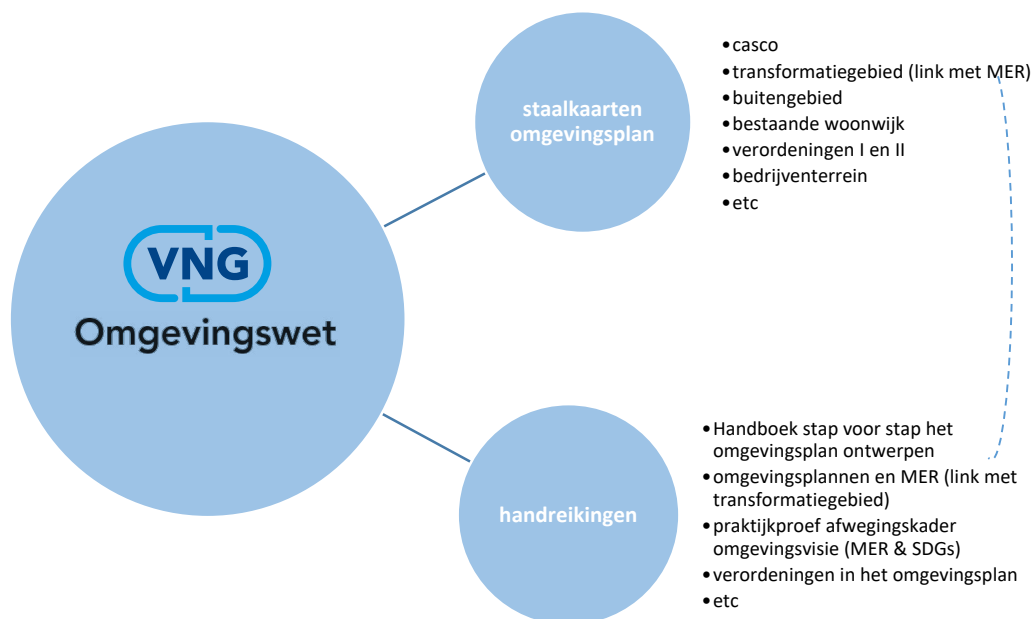 VNG
Omgevingswet
staalkaarten
omgevingsplan
•casco
•transformatiegebied (link met MER)
•buitengebied
•bestaande woonwijk
•verordeningen I en II
•bedrijventerrein
•etc
handreikingen
•Handboek stap voor stap het
omgevingsplan ontwerpen
•omgevingsplannen en MER (link met
transformatiegebied)
•praktijkproef afwegingskader
omgevingsvisie (MER & SDGs)
•verordeningen in het omgevingsplan
•etc